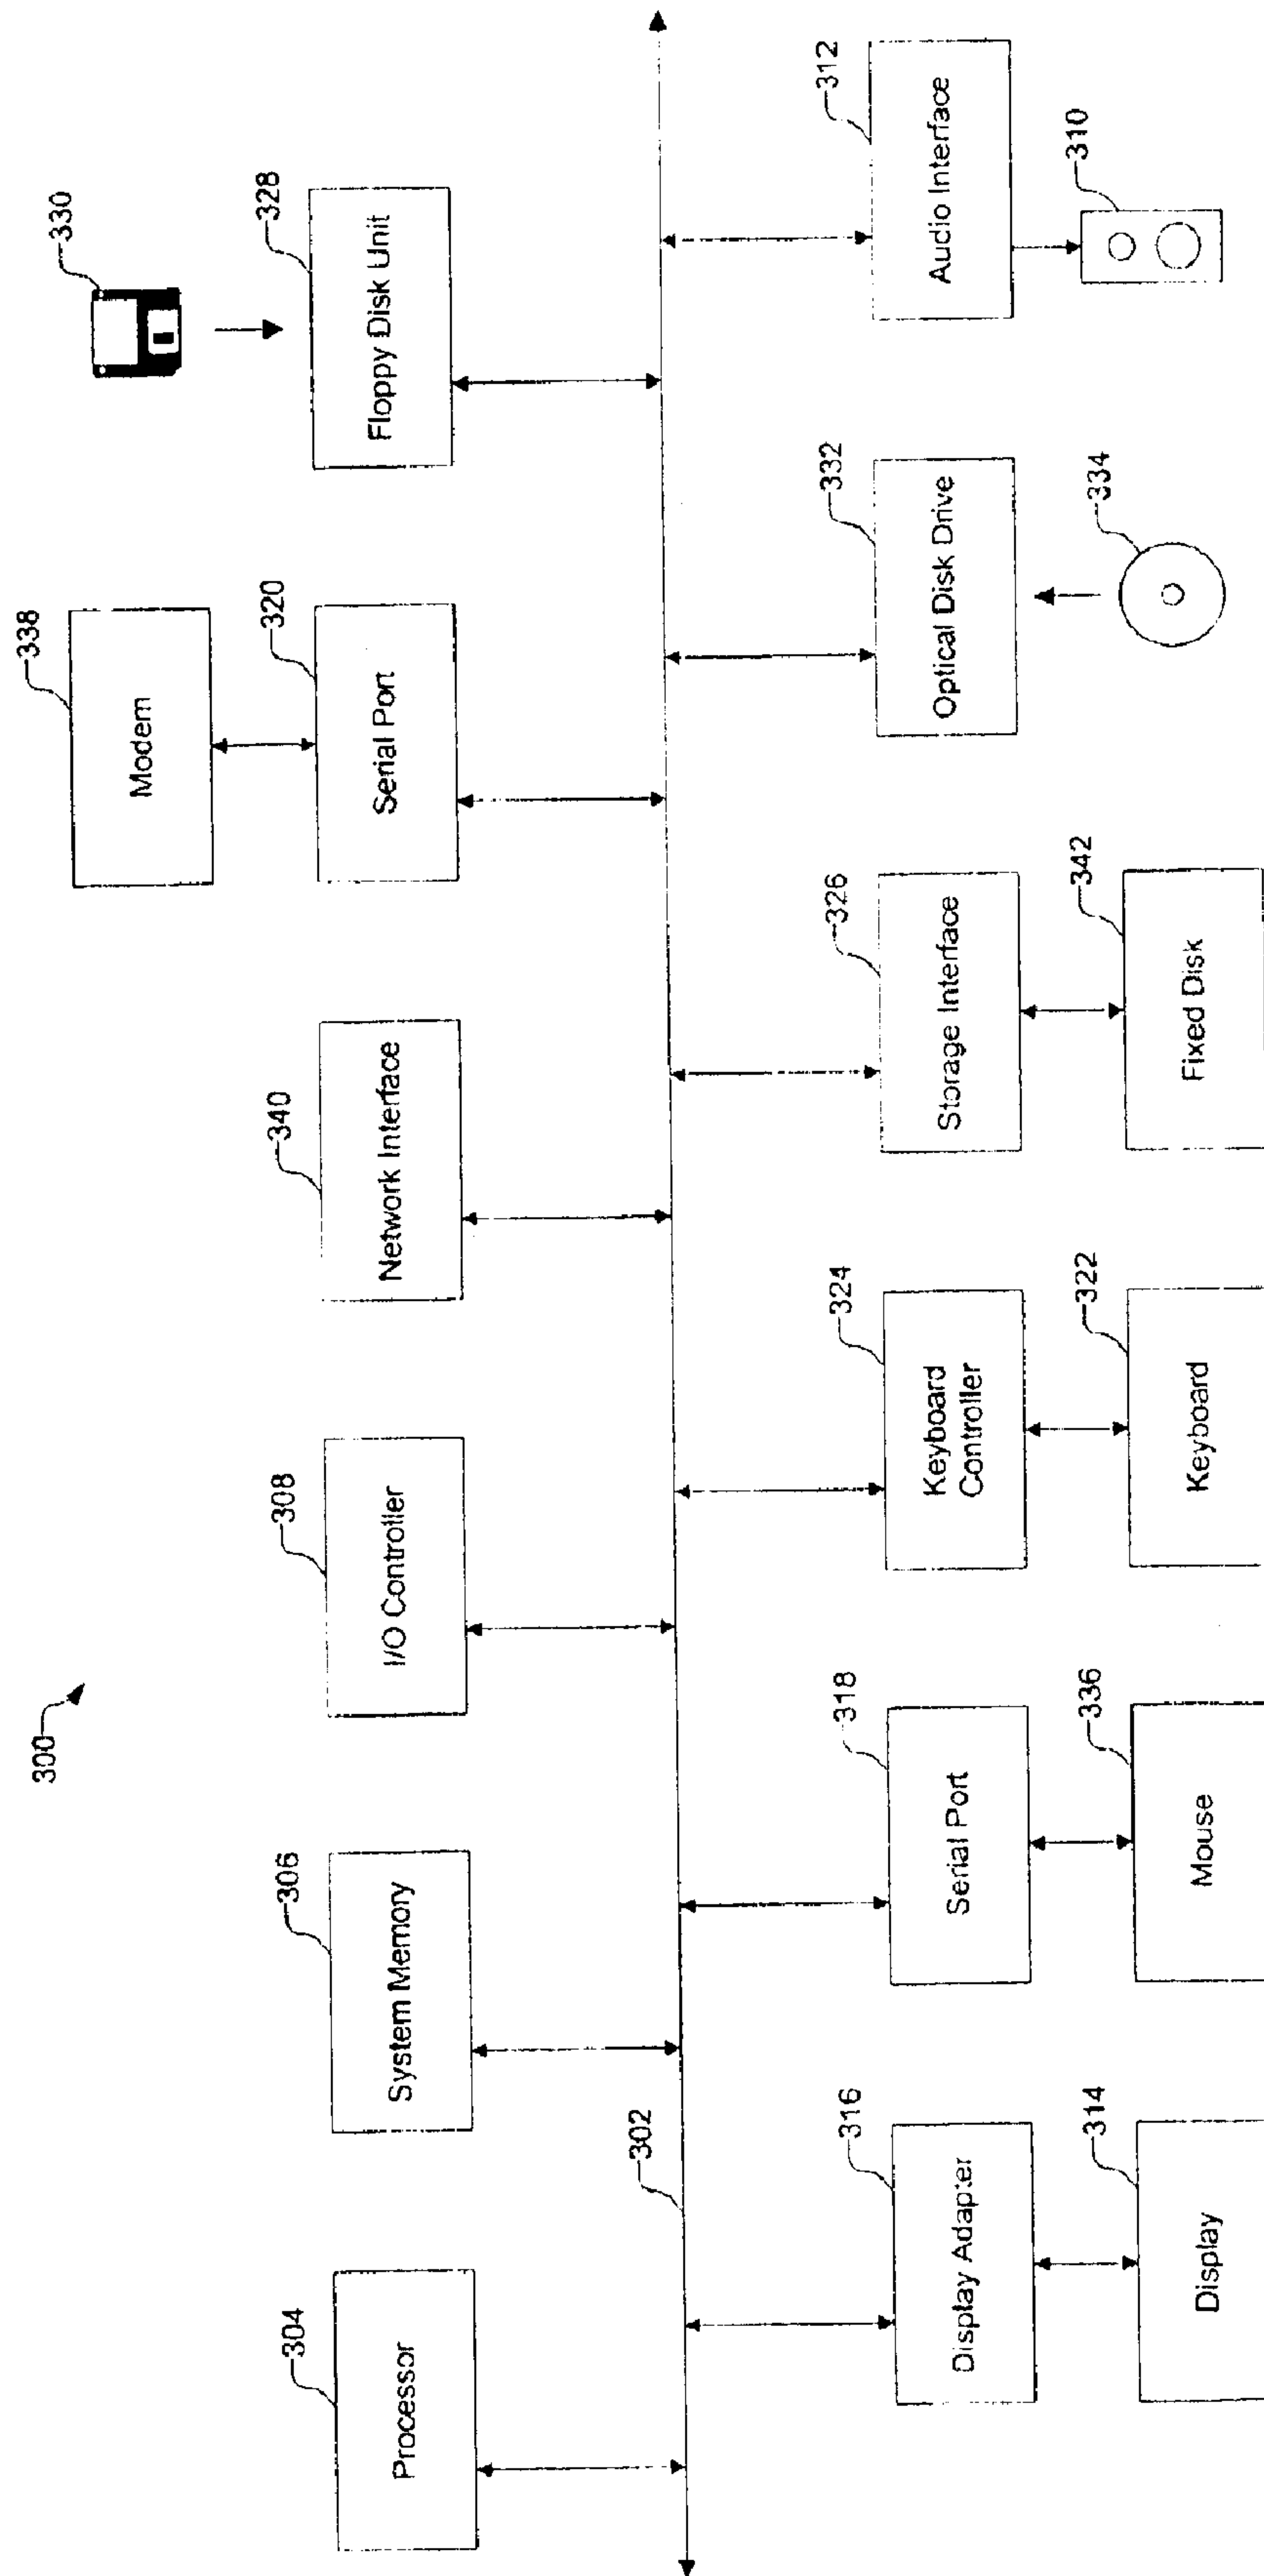 300
330
338
Modem
328
Floppy Disk Unit
320
Serial Port
340
Network Interface
308
I/O Controller
306
System Memory
304
Processor
302
316
Display Adapter
314
Display
318
Serial Port
336
Mouse
324
Keyboard
Controller
322
Keyboard
326
Storage Interface
342
Fixed Disk
332
Optical Disk Drive
334
312
Audio Interface
310